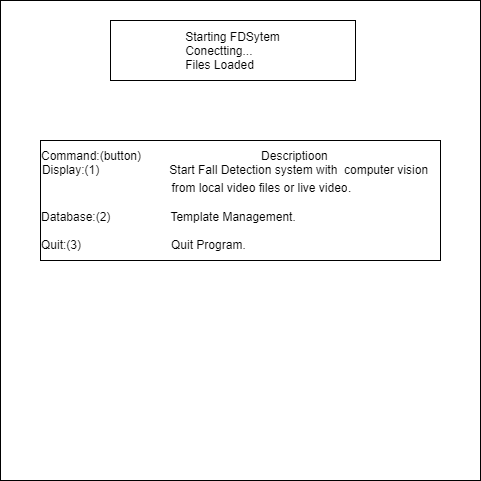 Starting FDSytem
Conectting...
Files Loaded
Command:(button) Descriptioon
Display:(1) Start Fall Detection system with computer vision
from local video files or live video.
Database:(2) Template Management.
Quit:(3) Quit Program.